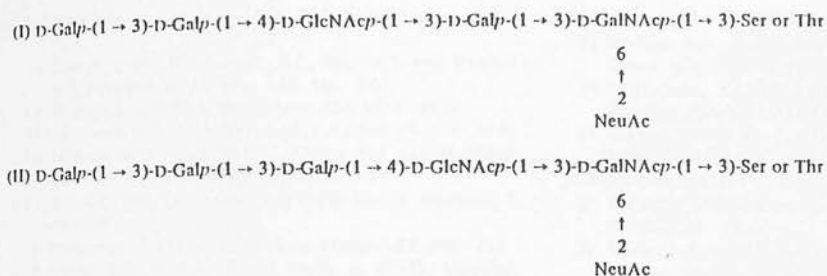 (I) D-Galp-(1 → 3)-D-Galp-(1 → 4)-D-GlcNAcp-(1 → 3)-D-Galp-(1 → 3)-D-GalNAcp-(1 → 3)-Ser or Thr
6
↑
2
NeuAc
(II) D-Galp-(1 → 3)-D-Galp-(1 → 3)-D-Galp-(1 → 4)-D-GlcNAcp-(1 → 3)-D-GalNAcp-(1 → 3)-Ser or Thr
6
↑
2
NeuAc